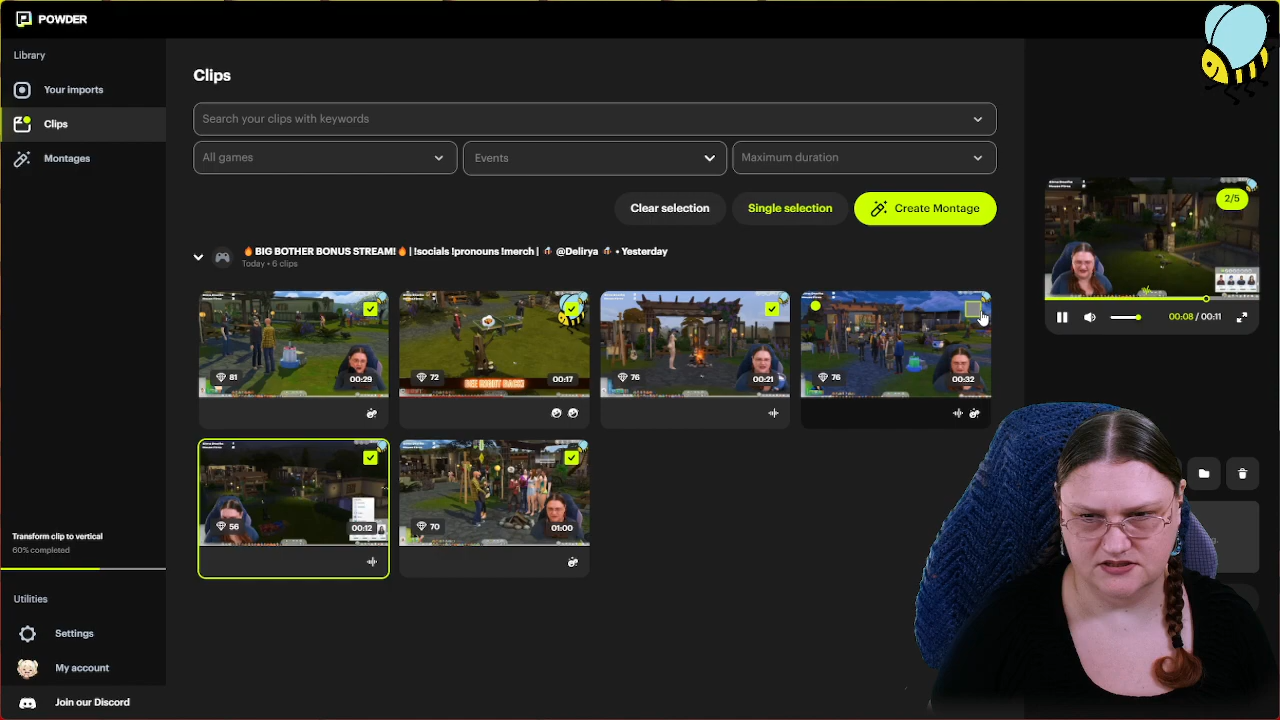 POWDER
Library
Your imports
Clips
Montages
Clips
Search your clips with keywords
All games
Events
Maximum duration
Clear selection
Single selection
Create Montage
🔥BIG BOTHER BONUS STREAM!🔥| !socials !pronouns !merch | @Delirya • Yesterday
Today • 6 clips
81
00:29
72
00:17
76
00:21
76
00:32
56
00:12
70
01:00
2/5
00:08 / 00:11
Transform clip to vertical
60% completed
Utilities
Settings
My account
Join our Discord